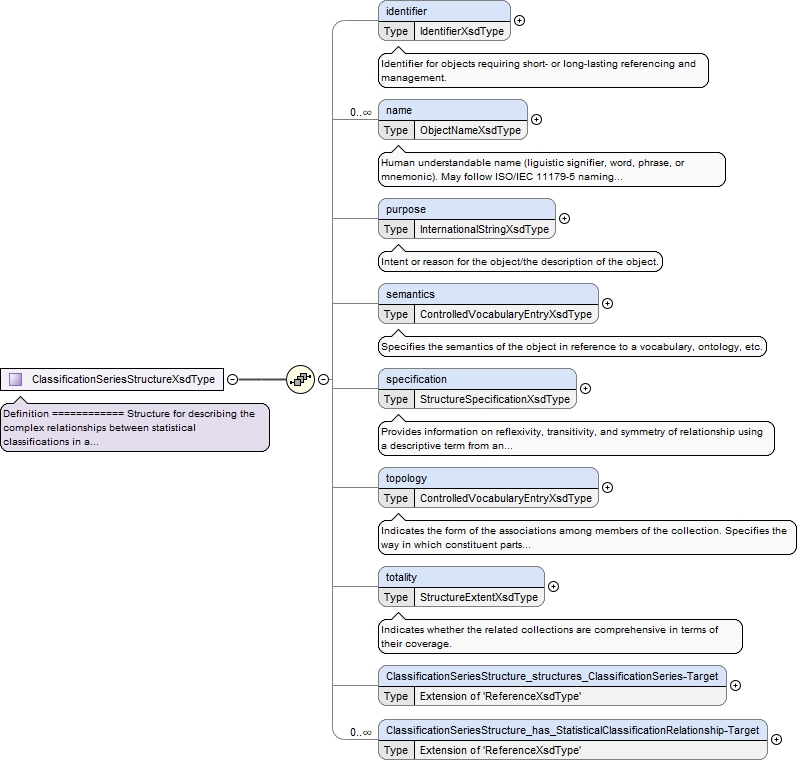 identifier
Type IdentifierXsdType
Identifier for objects requiring short- or long-lasting referencing and
management.
0..∞
name
Type ObjectNameXsdType
Human understandable name (liguistic signifier, word, phrase, or
mnemonic). May follow ISO/IEC 11179-5 naming...
purpose
Type InternationalStringXsdType
Intent or reason for the object/the description of the object.
semantics
Type ControlledVocabularyEntryXsdType
Specifies the semantics of the object in reference to a vocabulary, ontology, etc.
ClassificationSeriesStructureXsdType
Definition ============ Structure for describing the
complex relationships between statistical
classifications in a...
specification
Type StructureSpecificationXsdType
Provides information on reflexivity, transitivity, and symmetry of relationship using
a descriptive term from an...
topology
Type ControlledVocabularyEntryXsdType
Indicates the form of the associations among members of the collection. Specifies the
way in which constituent parts...
totality
Type StructureExtentXsdType
Indicates whether the related collections are comprehensive in terms of
their coverage.
ClassificationSeriesStructure_structures_ClassificationSeries-Target
Type Extension of 'ReferenceXsdType'
0..∞
ClassificationSeriesStructure_has_StatisticalClassificationRelationship-Target
Type Extension of 'ReferenceXsdType'